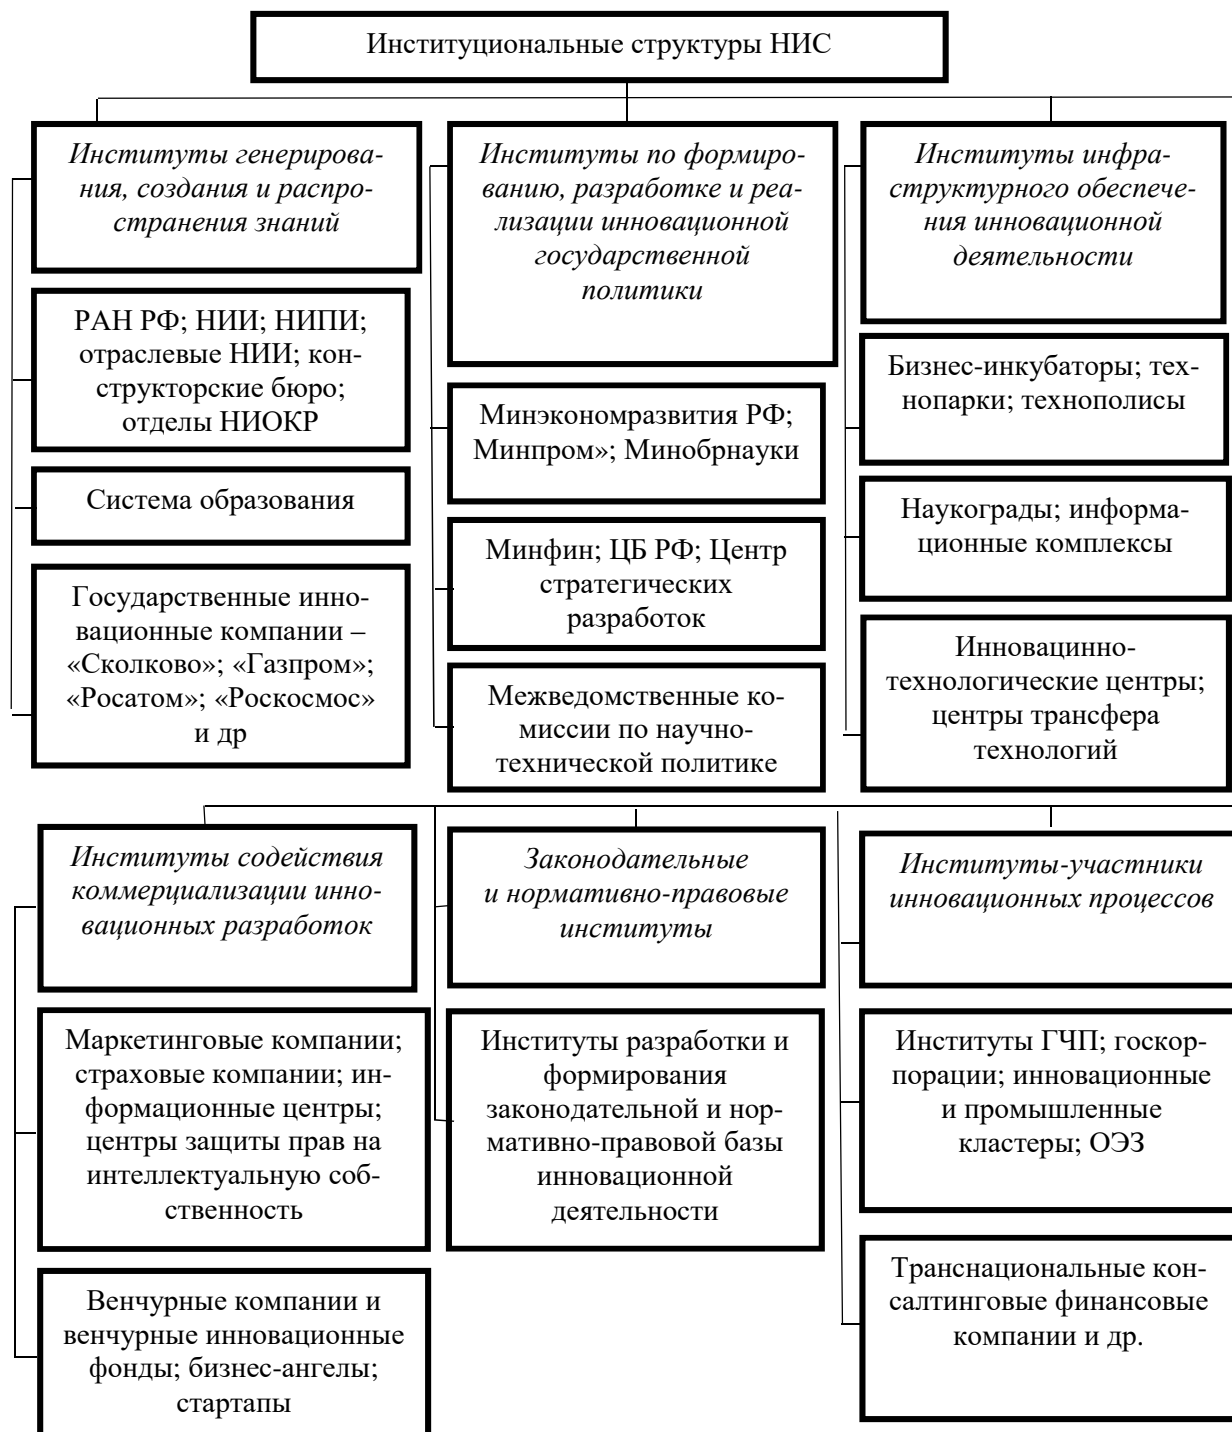 Институциональные структуры НИС
Институты генерирова-
ния, создания и распро-
странения знаний
РАН РФ; НИИ; НИПИ;
отраслевые НИИ; кон-
структорские бюро;
отделы НИОКР
Система образования
Государственные инно-
вационные компании –
«Сколково»; «Газпром»;
«Росатом»; «Роскосмос»
и др
Институты по формиро-
ванию, разработке и ре-
ализации инновационной
государственной
политики
Минэкономразвития РФ;
Минпром»; Минобрнауки
Минфин; ЦБ РФ; Центр
стратегических
разработок
Межведомственные ко-
миссии по научно-
технической политике
Институты инфра-
структурного обеспече-
ния инновационной
деятельности
Бизнес-инкубаторы; тех-
нопарки; технополисы
Наукограды; информа-
ционные комплексы
Инновацинно-
технологические центры;
центры трансфера
технологий
Институты содействия
коммерциализации инно-
вационных разработок
Маркетинговые компании;
страховые компании; ин-
формационные центры;
центры защиты прав на
интеллектуальную соб-
ственность
Венчурные компании и
венчурные инновационные
фонды; бизнес-ангелы;
стартапы
Законодательные
и нормативно-правовые
институты
Институты разработки и
формирования
законодательной и нор-
мативно-правовой базы
инновационной
деятельности
Институты-участники
инновационных процессов
Институты ГЧП; госкор-
порации; инновационные
и промышленные
кластеры; ОЭЗ
Транснациональные кон-
салтинговые финансовые
компании и др.